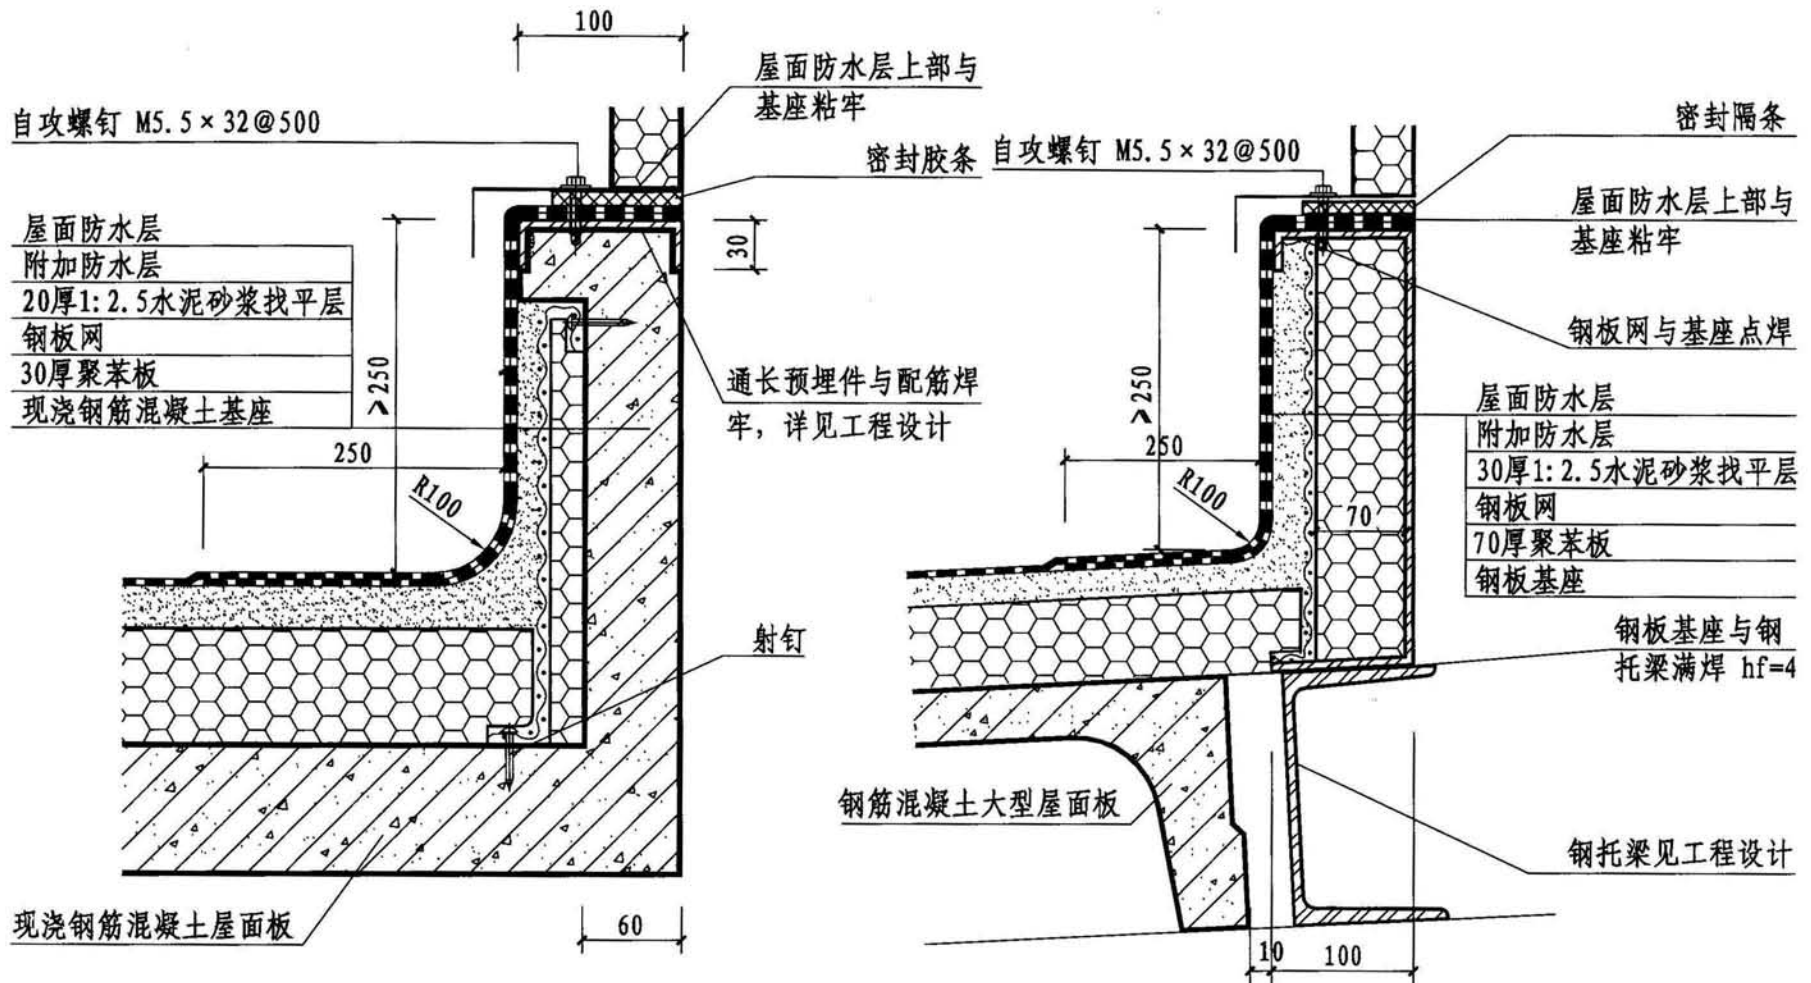 100
屋面防水层上部与
基座粘牢
自攻螺钉 M5.5×32@500
密封胶条
屋面防水层
附加防水层
20厚1:2.5水泥砂浆找平层
钢板网
30厚聚苯板
现浇钢筋混凝土基座
30
≥250
通长预埋件与配筋焊
牢，详见工程设计
250
R100
射钉
现浇钢筋混凝土屋面板
60
自攻螺钉 M5.5×32@500
密封隔条
屋面防水层上部与
基座粘牢
钢板网与基座点焊
≥250
250
R100
70
屋面防水层
附加防水层
30厚1:2.5水泥砂浆找平层
钢板网
70厚聚苯板
钢板基座
钢板基座与钢
托梁满焊 hf=4
钢筋混凝土大型屋面板
钢托梁见工程设计
10
100